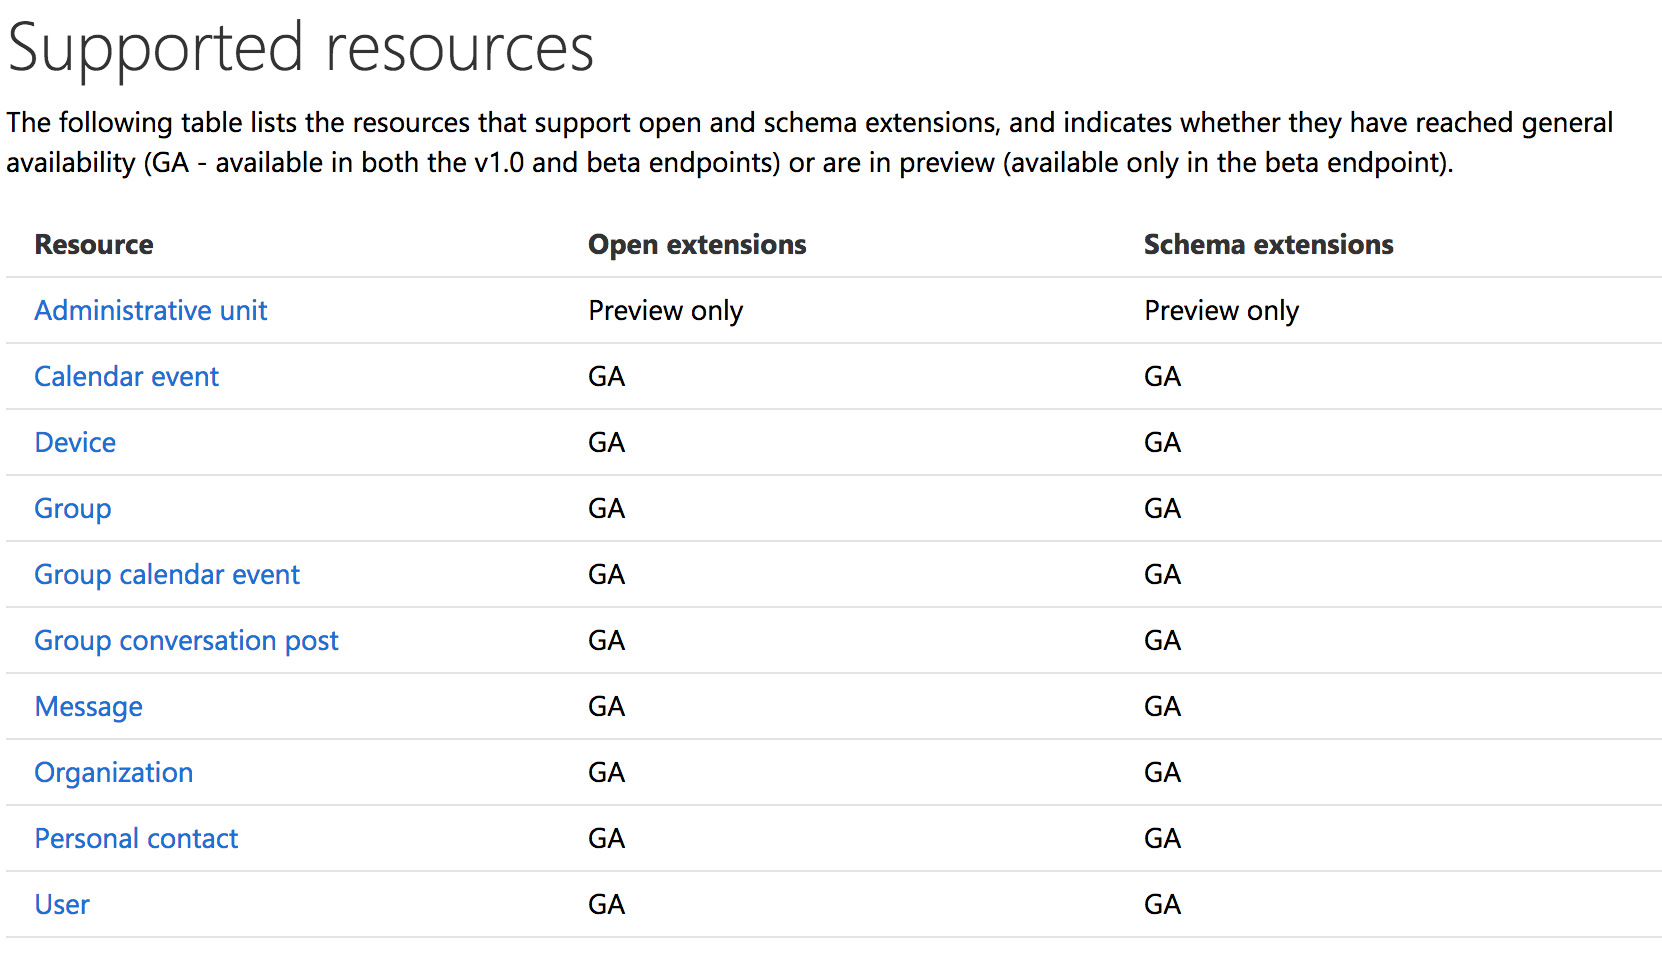 Supported resources
The following table lists the resources that support open and schema extensions, and indicates whether they have reached general
availability (GA - available in both the v1.0 and beta endpoints) or are in preview (available only in the beta endpoint).
Resource Open extensions Schema extensions
Administrative unit Preview only Preview only
Calendar event GA GA
Device GA GA
Group GA GA
Group calendar event GA GA
Group conversation post GA GA
Message GA GA
Organization GA GA
Personal contact GA GA
User GA GA